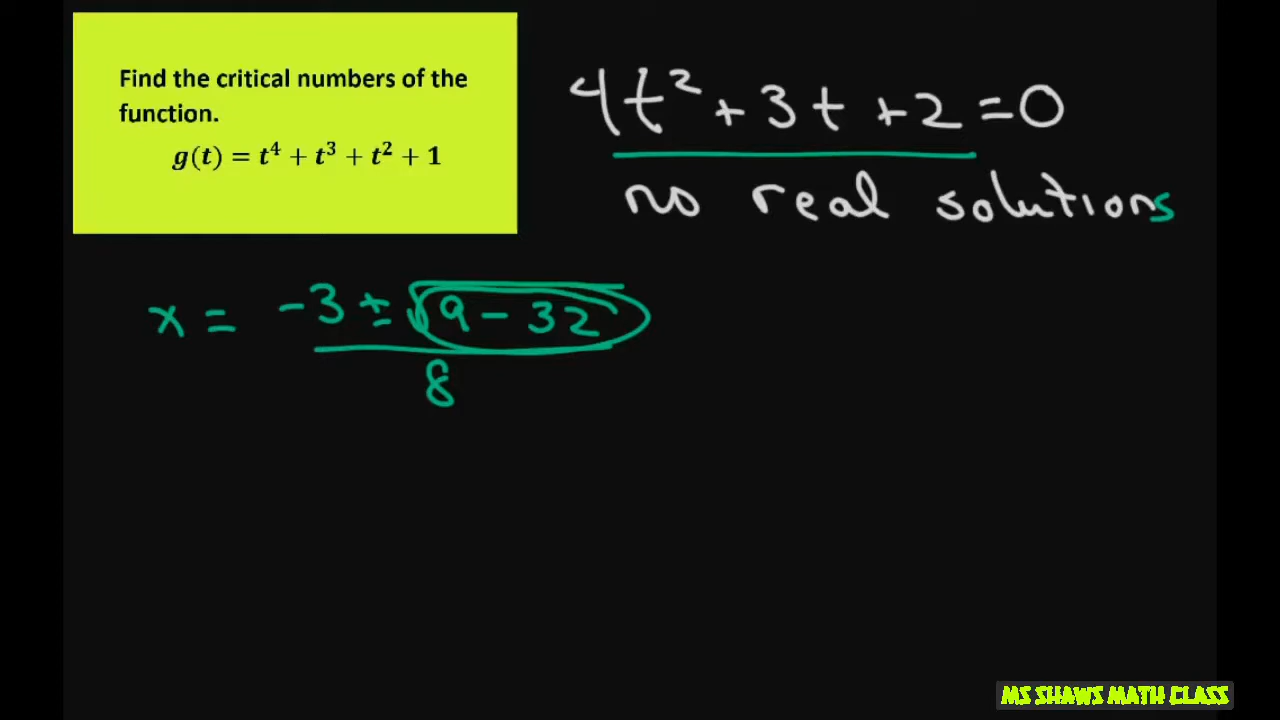 Find the critical numbers of the
function.
g(t) = t⁴ + t³ + t² + 1
4t² + 3t + 2 = 0
no real solutions
x = (-3 ± √(9 - 32)) / 8
MS SHAWS MATH CLASS